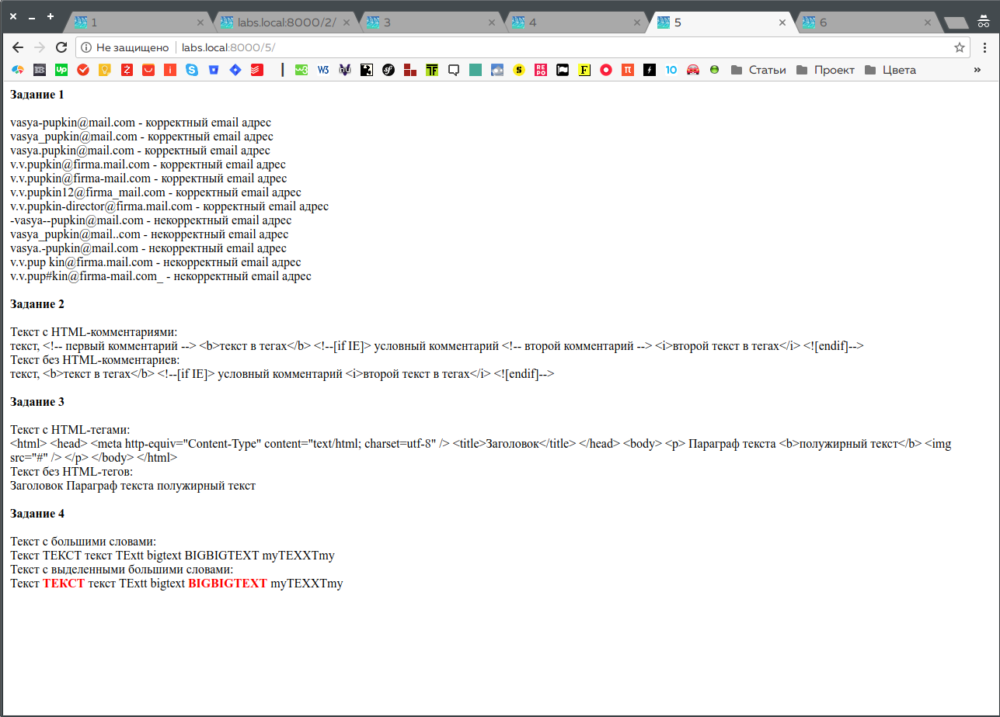 1
labs.local:8000/2/
3
4
5
6
Не защищено
labs.local:8000/5/
Статьи
Проект
Цвета
Задание 1
vasya-pupkin@mail.com - корректный email адрес
vasya_pupkin@mail.com - корректный email адрес
vasya.pupkin@mail.com - корректный email адрес
v.v.pupkin@firma.mail.com - корректный email адрес
v.v.pupkin@firma-mail.com - корректный email адрес
v.v.pupkin12@firma_mail.com - корректный email адрес
v.v.pupkin-director@firma.mail.com - корректный email адрес
-vasya--pupkin@mail.com - некорректный email адрес
vasya_pupkin@mail..com - некорректный email адрес
vasya.-pupkin@mail.com - некорректный email адрес
v.v.pup kin@firma.mail.com - некорректный email адрес
v.v.pup#kin@firma-mail.com_ - некорректный email адрес
Задание 2
Текст с HTML-комментариями:
текст, <!-- первый комментарий --> <b>текст в тегах</b> <!--[if IE]> условный комментарий <!-- второй комментарий --> <i>второй текст в тегах</i> <![endif]-->
Текст без HTML-комментариев:
текст, <b>текст в тегах</b> <!--[if IE]> условный комментарий <i>второй текст в тегах</i> <![endif]-->
Задание 3
Текст с HTML-тегами:
<html> <head> <meta http-equiv="Content-Type" content="text/html; charset=utf-8" /> <title>Заголовок</title> </head> <body> <p> Параграф текста <b>полужирный текст</b> <img
src="#" /> </p> </body> </html>
Текст без HTML-тегов:
Заголовок Параграф текста полужирный текст
Задание 4
Текст с большими словами:
Текст ТЕКСТ текст TExtt bigtext BIGBIGTEXT myTEXXTmy
Текст с выделенными большими словами:
Текст ТЕКСТ текст TExtt bigtext BIGBIGTEXT myTEXXTmy